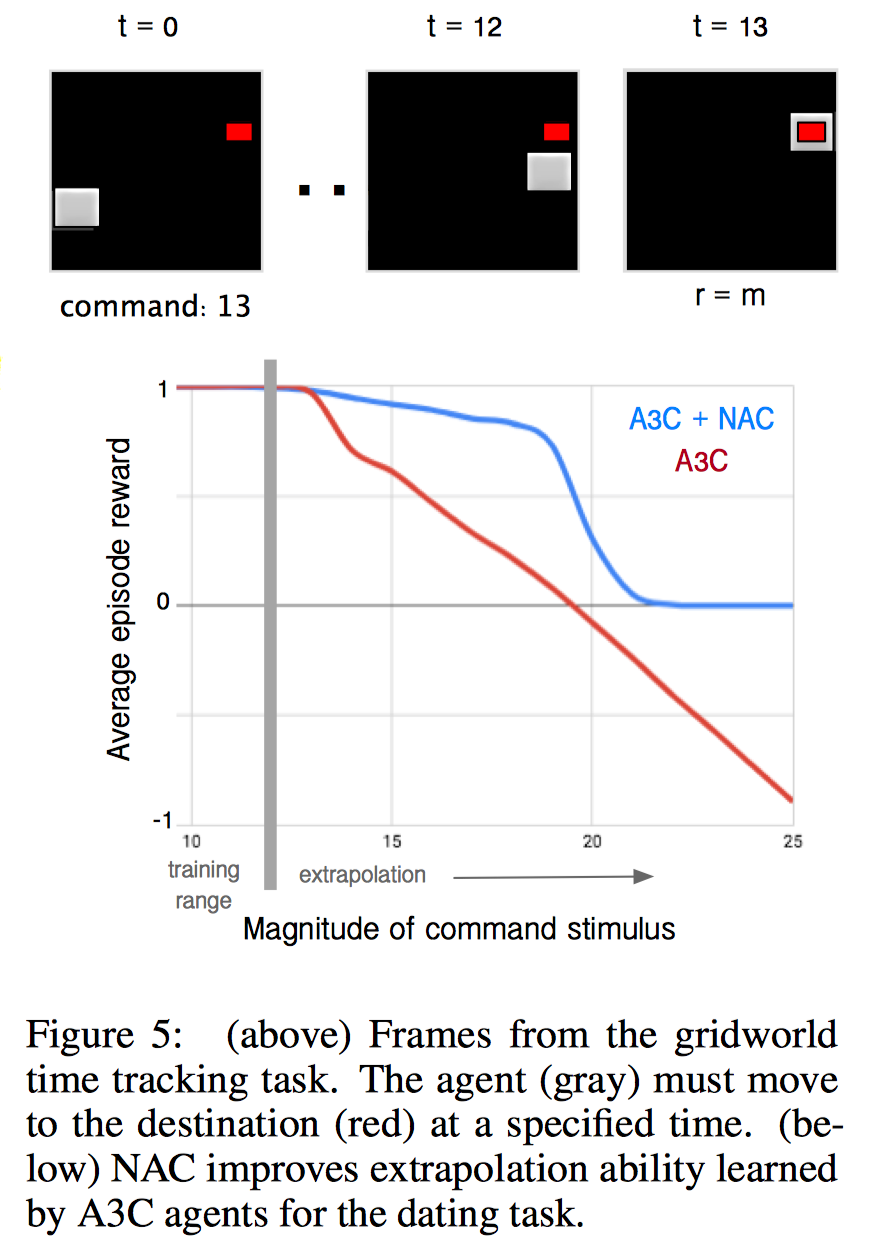 t = 0
t = 12
t = 13
command: 13
r = m
A3C + NAC
A3C
Average episode reward
1
0
-1
10
15
20
25
training
range
extrapolation
Magnitude of command stimulus
Figure 5: (above) Frames from the gridworld
time tracking task. The agent (gray) must move
to the destination (red) at a specified time. (be-
low) NAC improves extrapolation ability learned
by A3C agents for the dating task.